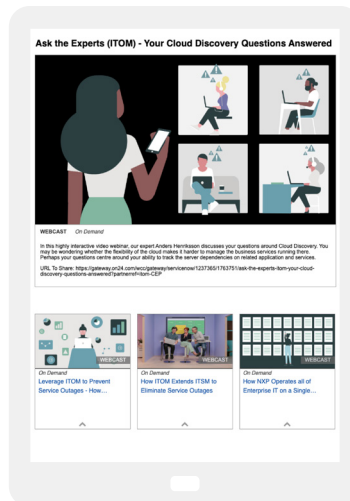 Ask the Experts (ITOM) - Your Cloud Discovery Questions Answered
WEBCAST On Demand
In this highly interactive video webinar, our expert Anders Henriksson discusses your questions around Cloud Discovery. You
may be wondering whether the flexibility of the cloud makes it harder to manage the business services running there.
Perhaps your questions centre around your ability to track the server dependencies on related application and services.
URL To Share: https://gateway.on24.com/wcc/gateway/servicenow/1237365/1763751/ask-the-experts-itom-your-cloud-
discovery-questions-answered?partnerref=itom-CEP
WEBCAST
On Demand
Leverage ITOM to Prevent
Service Outages - How...
WEBCAST
On Demand
How ITOM Extends ITSM to
Eliminate Service Outages
WEBCAST
On Demand
How NXP Operates all of
Enterprise IT on a Single...